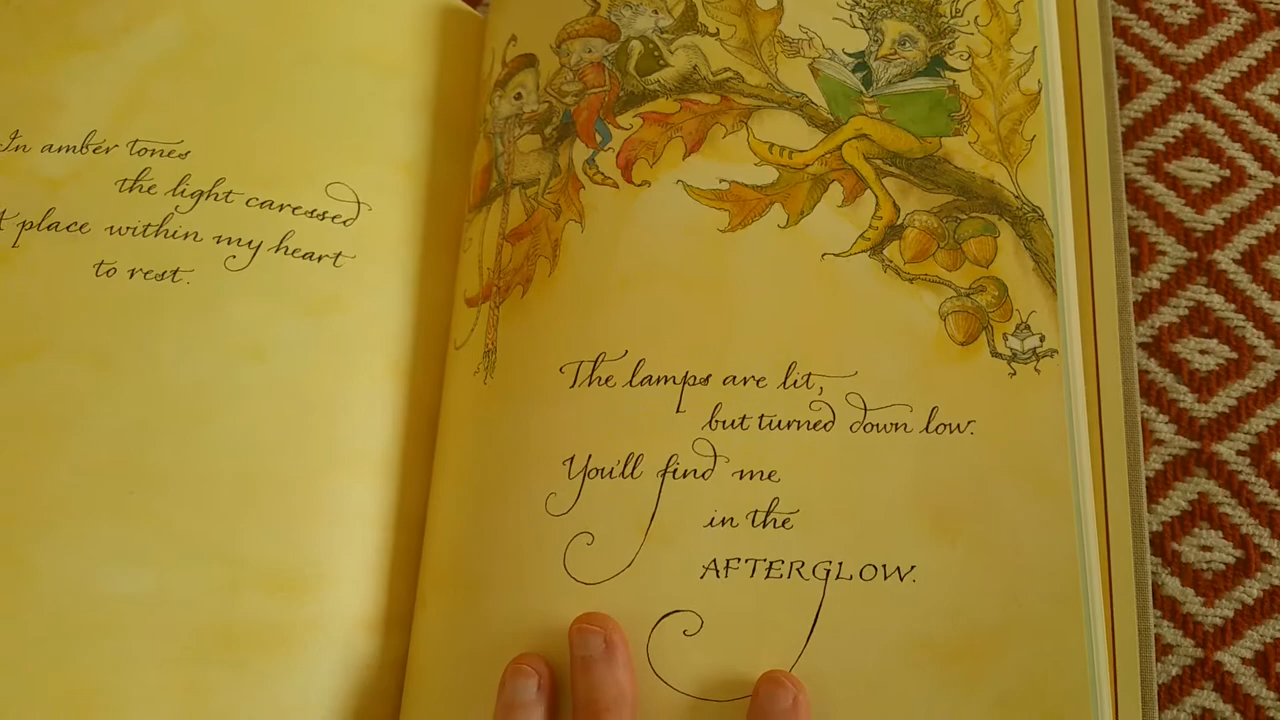 In amber tones
the light caressed
A place within my heart
to rest.
The lamps are lit,
but turned down low.
You'll find me
in the
AFTERGLOW.